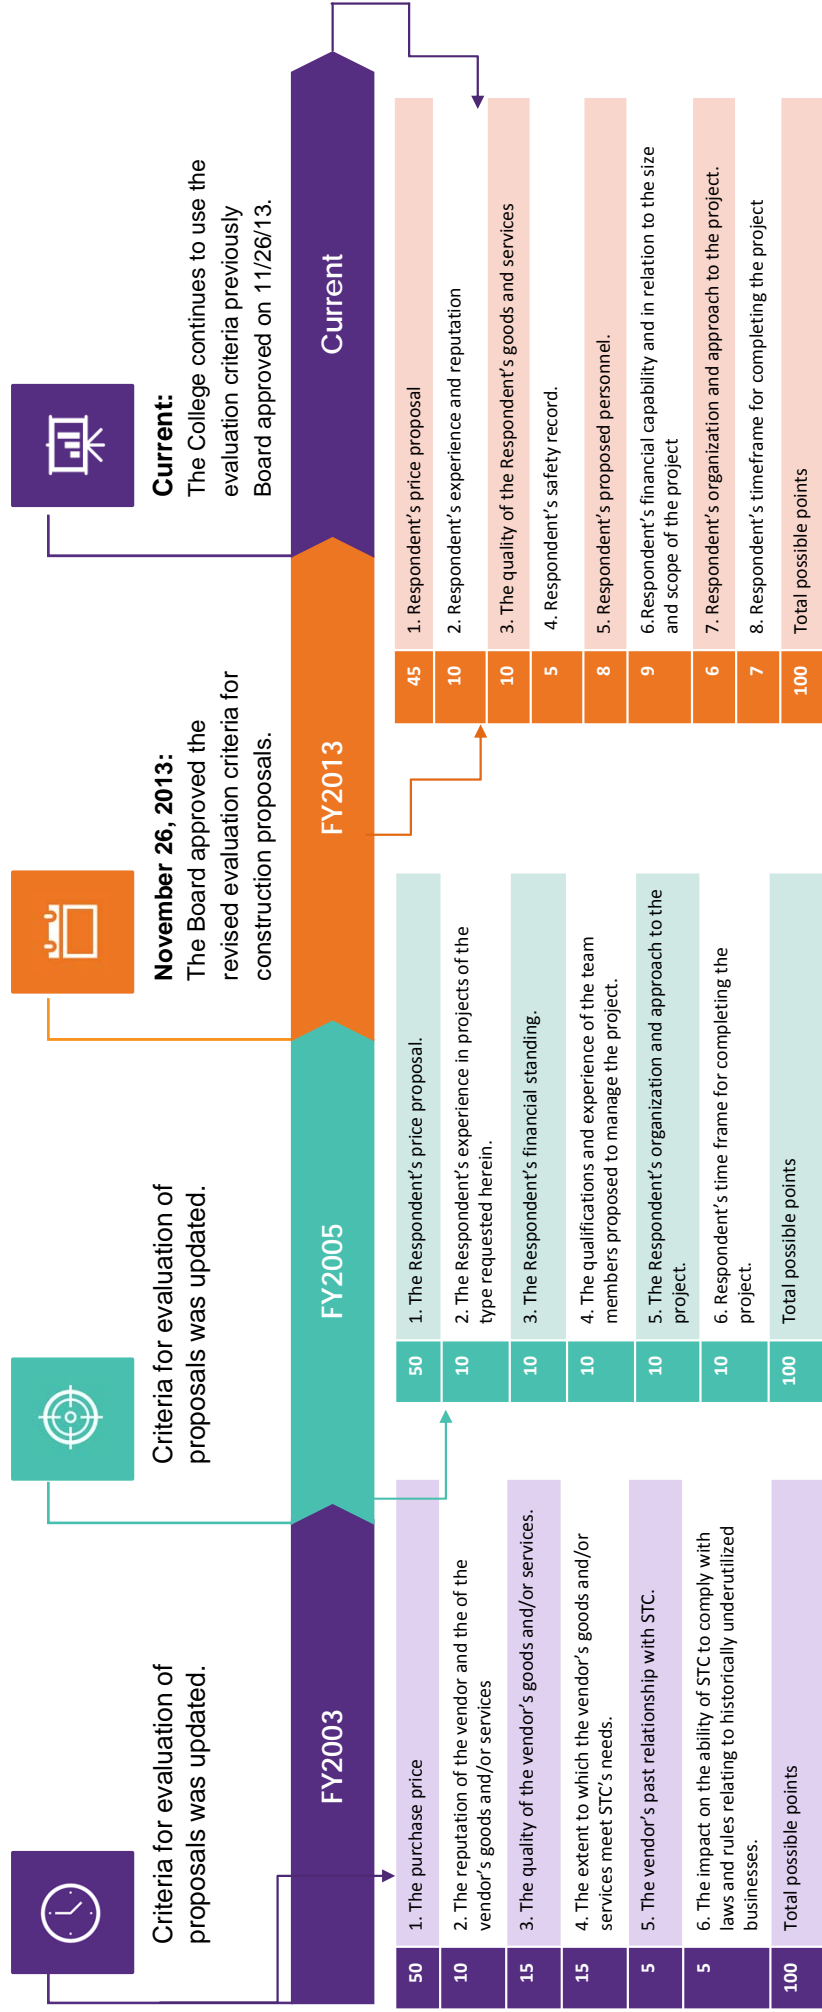 Criteria for evaluation of
proposals was updated.
Criteria for evaluation of
proposals was updated.
November 26, 2013:
The Board approved the
revised evaluation criteria for
construction proposals.
Current:
The College continues to use the
evaluation criteria previously
Board approved on 11/26/13.
FY2003
FY2005
FY2013
Current
50 1. The purchase price
10 2. The reputation of the vendor and the of the
vendor's goods and/or services
15 3. The quality of the vendor's goods and/or services.
15 4. The extent to which the vendor's goods and/or
services meet STC's needs.
5 5. The vendor's past relationship with STC.
5 6. The impact on the ability of STC to comply with
laws and rules relating to historically underutilized
businesses.
100 Total possible points
50 1. The Respondent's price proposal.
10 2. The Respondent's experience in projects of the
type requested herein.
10 3. The Respondent's financial standing.
10 4. The qualifications and experience of the team
members proposed to manage the project.
10 5. The Respondent's organization and approach to the
project.
10 6. Respondent's time frame for completing the
project.
100 Total possible points
45 1. Respondent's price proposal
10 2. Respondent's experience and reputation
10 3. The quality of the Respondent's goods and services
5 4. Respondent's safety record.
8 5. Respondent's proposed personnel.
9 6.Respondent's financial capability and in relation to the size
and scope of the project
6 7. Respondent's organization and approach to the project.
7 8. Respondent's timeframe for completing the project
100 Total possible points